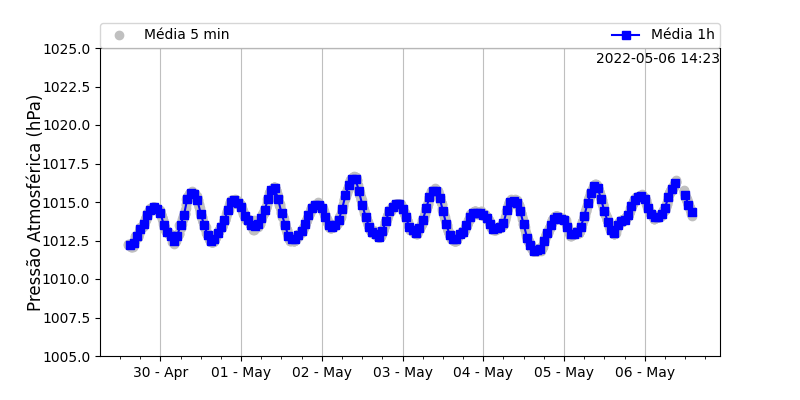 Média 5 min
Média 1h
2022-05-06 14:23
Pressão Atmosférica (hPa)
1025.0
1022.5
1020.0
1017.5
1015.0
1012.5
1010.0
1007.5
1005.0
30 - Apr
01 - May
02 - May
03 - May
04 - May
05 - May
06 - May